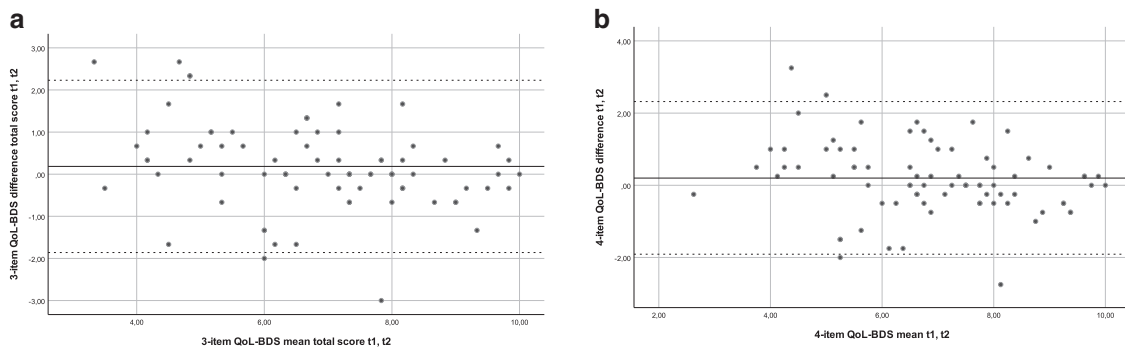 a
3,00
2,00
1,00
,00
-1,00
-2,00
-3,00
4,00 6,00 8,00 10,00
3-item QoL-BDS difference total score t1, t2
3-item QoL-BDS mean total score t1, t2
b
4,00
2,00
,00
-2,00
2,00 4,00 6,00 8,00 10,00
4-item QoL-BDS difference t1, t2
4-item QoL-BDS mean t1, t2